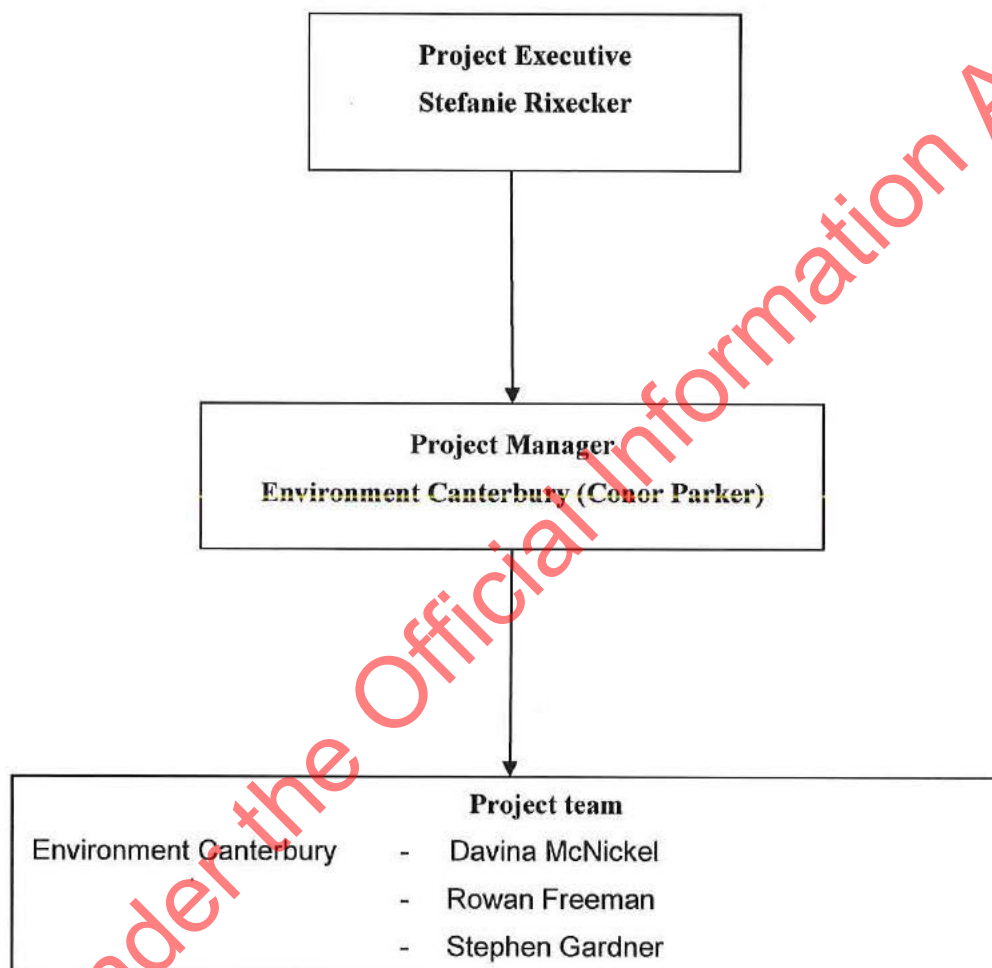 Project Executive
Stefanie Rixecker
Project Manager
Environment Canterbury (Conor Parker)
Project team
Environment Canterbury - Davina McNickel
- Rowan Freeman
- Stephen Gardner
under the Official Information A